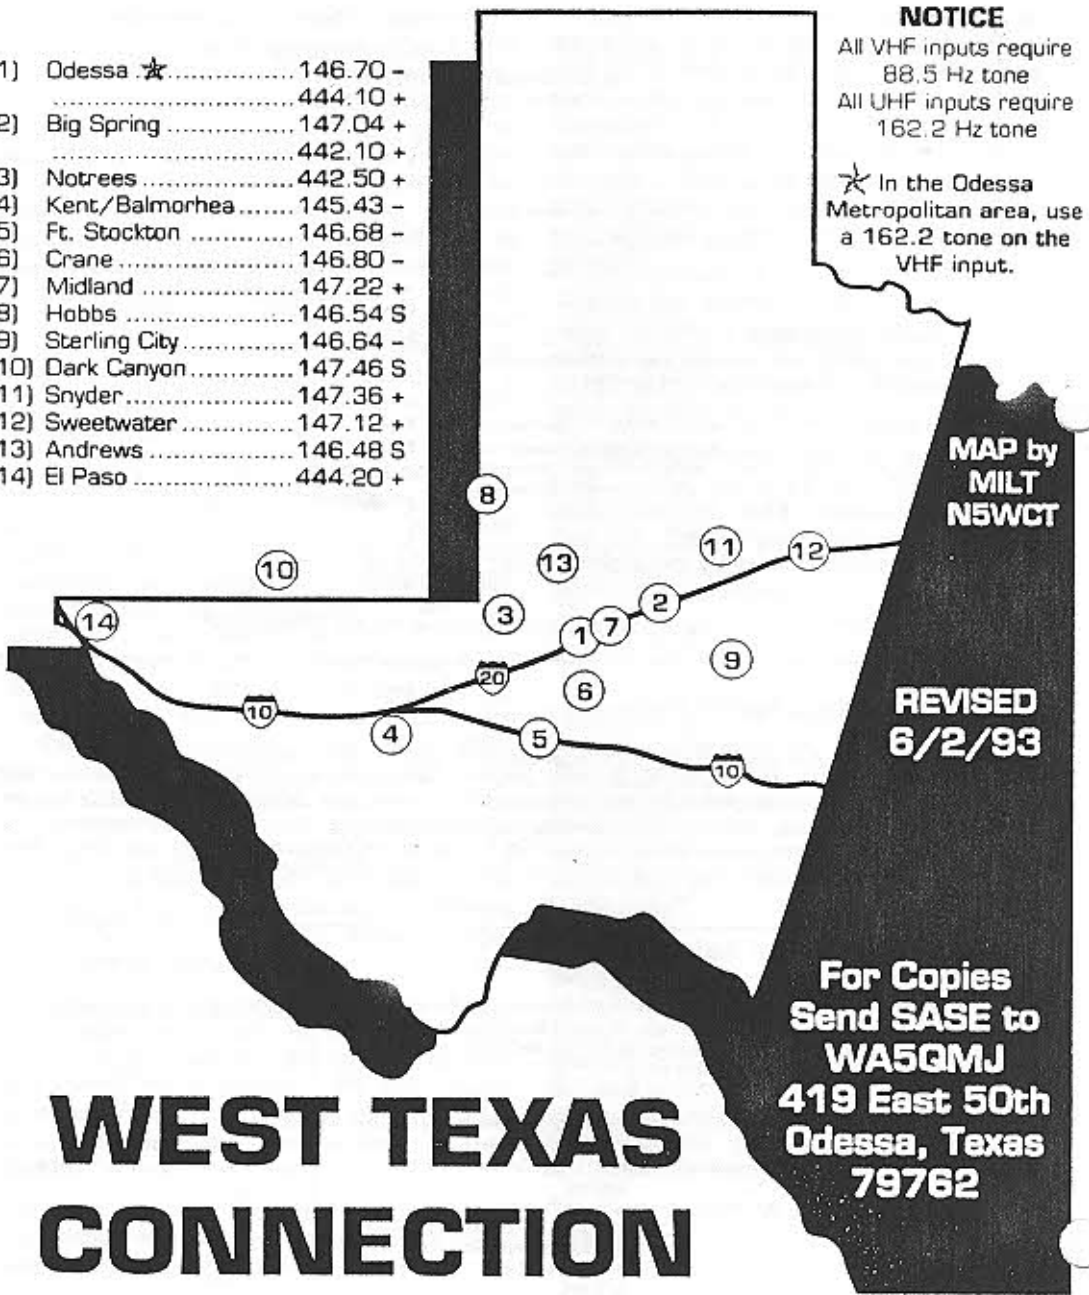 1) Odessa ☆ ................ 146.70 -
................................ 444.10 +
2) Big Spring ................ 147.04 +
................................ 442.10 +
3) Notrees ................ 442.50 +
4) Kent/Balmorhea ....... 145.43 -
5) Ft. Stockton ............... 146.68 -
6) Crane ...................... 146.80 -
7) Midland ................... 147.22 +
8) Hobbs ..................... 146.54 S
9) Sterling City .............. 146.64 -
10) Dark Canyon ............. 147.46 S
11) Snyder ..................... 147.36 +
12) Sweetwater .............. 147.12 +
13) Andrews .................. 146.48 S
14) El Paso .................... 444.20 +
NOTICE
All VHF inputs require
88.5 Hz tone
All UHF inputs require
162.2 Hz tone
☆ In the Odessa
Metropolitan area, use
a 162.2 tone on the
VHF input.
MAP by
MILT
N5WCT
8
11
12
13
10
3
2
14
1
7
9
20
6
10
4
5
10
REVISED
6/2/93
For Copies
Send SASE to
WA5QMJ
419 East 50th
Odessa, Texas
79762
WEST TEXAS
CONNECTION